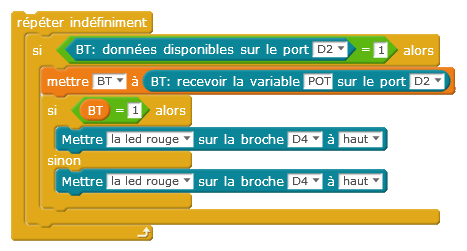 répéter indéfiniment
si BT: données disponibles sur le port D2 = 1 alors
mettre BT à BT: recevoir la variable POT sur le port D2
si BT = 1 alors
Mettre la led rouge sur la broche D4 à haut
sinon
Mettre la led rouge sur la broche D4 à haut